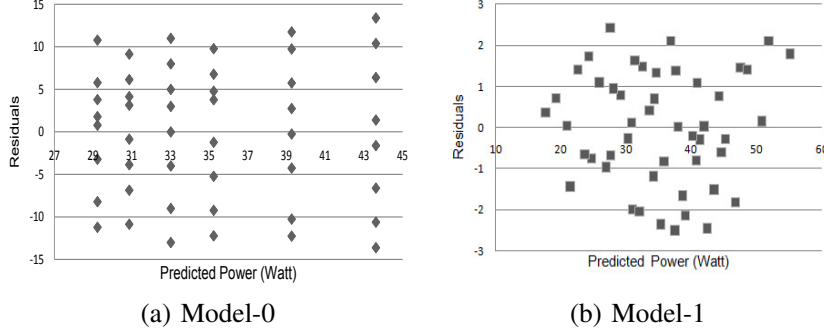 15
10
5
0
-5
-10
-15
27 29 31 33 35 37 39 41 43 45
Residuals
Predicted Power (Watt)
(a) Model-0
3
2
1
0
-1
-2
-3
10 20 30 40 50 60
Residuals
Predicted Power (Watt)
(b) Model-1